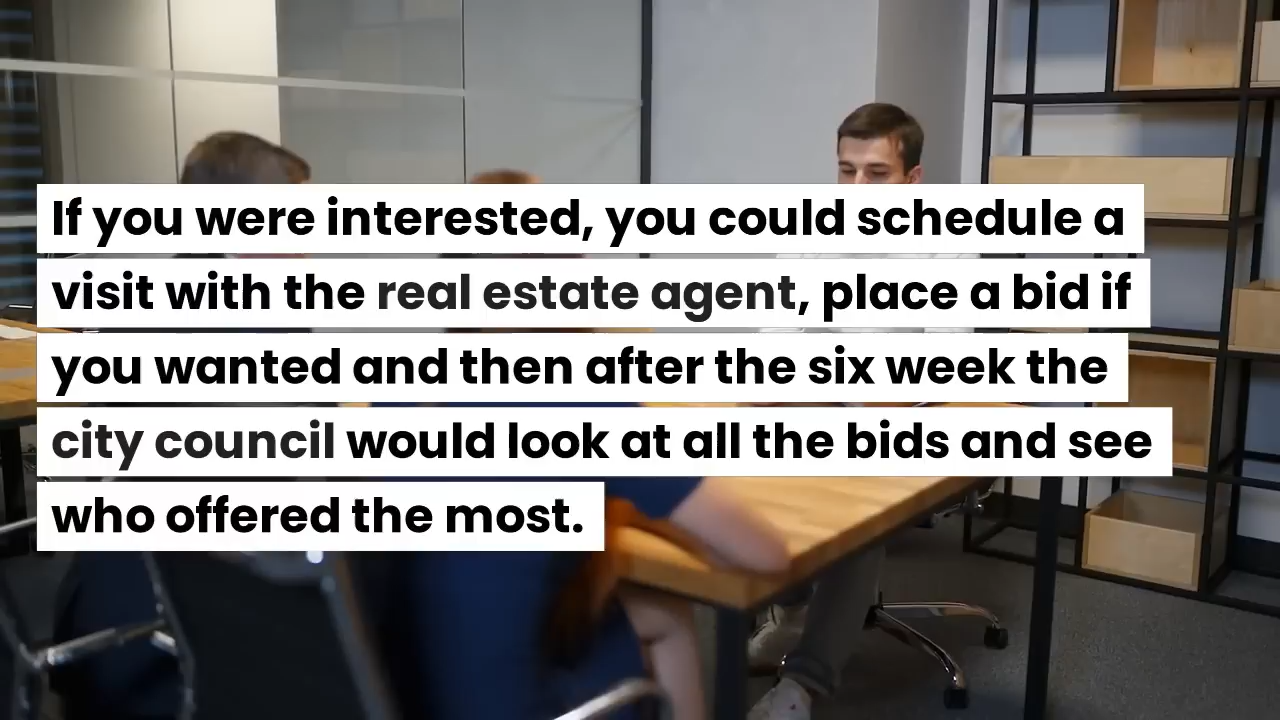 If you were interested, you could schedule a
visit with the real estate agent, place a bid if
you wanted and then after the six week the
city council would look at all the bids and see
who offered the most.